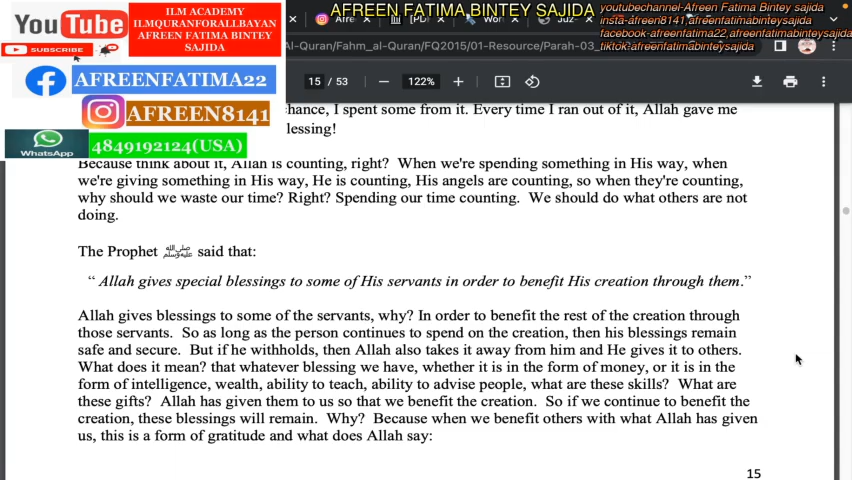 AFREEN FATIMA BINTEY SAJIDA
youtubechannel-Afreen Fatima Bintey sajida
insta-afreen8141,afreenfatimabinteysajida
facebook-afreenfatima22,afreenfatimabinteysajida
tiktok-afreenfatimabinteysajida
YouTube
SUBSCRIBE
ILM ACADEMY
ILMQURANFORALLBAYAN
AFREEN FATIMA BINTEY
SAJIDA
AFREENFATIMA22
AFREEN8141
WhatsApp
4849192124(USA)
Afre
[PD
Work
Juz-
Al-Quran/Fahm_al-Quran/FQ2015/01-Resource/Parah-03_
15 / 53
122%
hance, I spent some from it. Every time I ran out of it, Allah gave me
lessing!
Because think about it, Allah is counting, right? When we're spending something in His way, when
we're giving something in His way, He is counting, His angels are counting, so when they're counting,
why should we waste our time? Right? Spending our time counting. We should do what others are not
doing.
The Prophet ﷺ said that:
“ Allah gives special blessings to some of His servants in order to benefit His creation through them.”
Allah gives blessings to some of the servants, why? In order to benefit the rest of the creation through
those servants. So as long as the person continues to spend on the creation, then his blessings remain
safe and secure. But if he withholds, then Allah also takes it away from him and He gives it to others.
What does it mean? that whatever blessing we have, whether it is in the form of money, or it is in the
form of intelligence, wealth, ability to teach, ability to advise people, what are these skills? What are
these gifts? Allah has given them to us so that we benefit the creation. So if we continue to benefit the
creation, these blessings will remain. Why? Because when we benefit others with what Allah has given
us, this is a form of gratitude and what does Allah say:
15